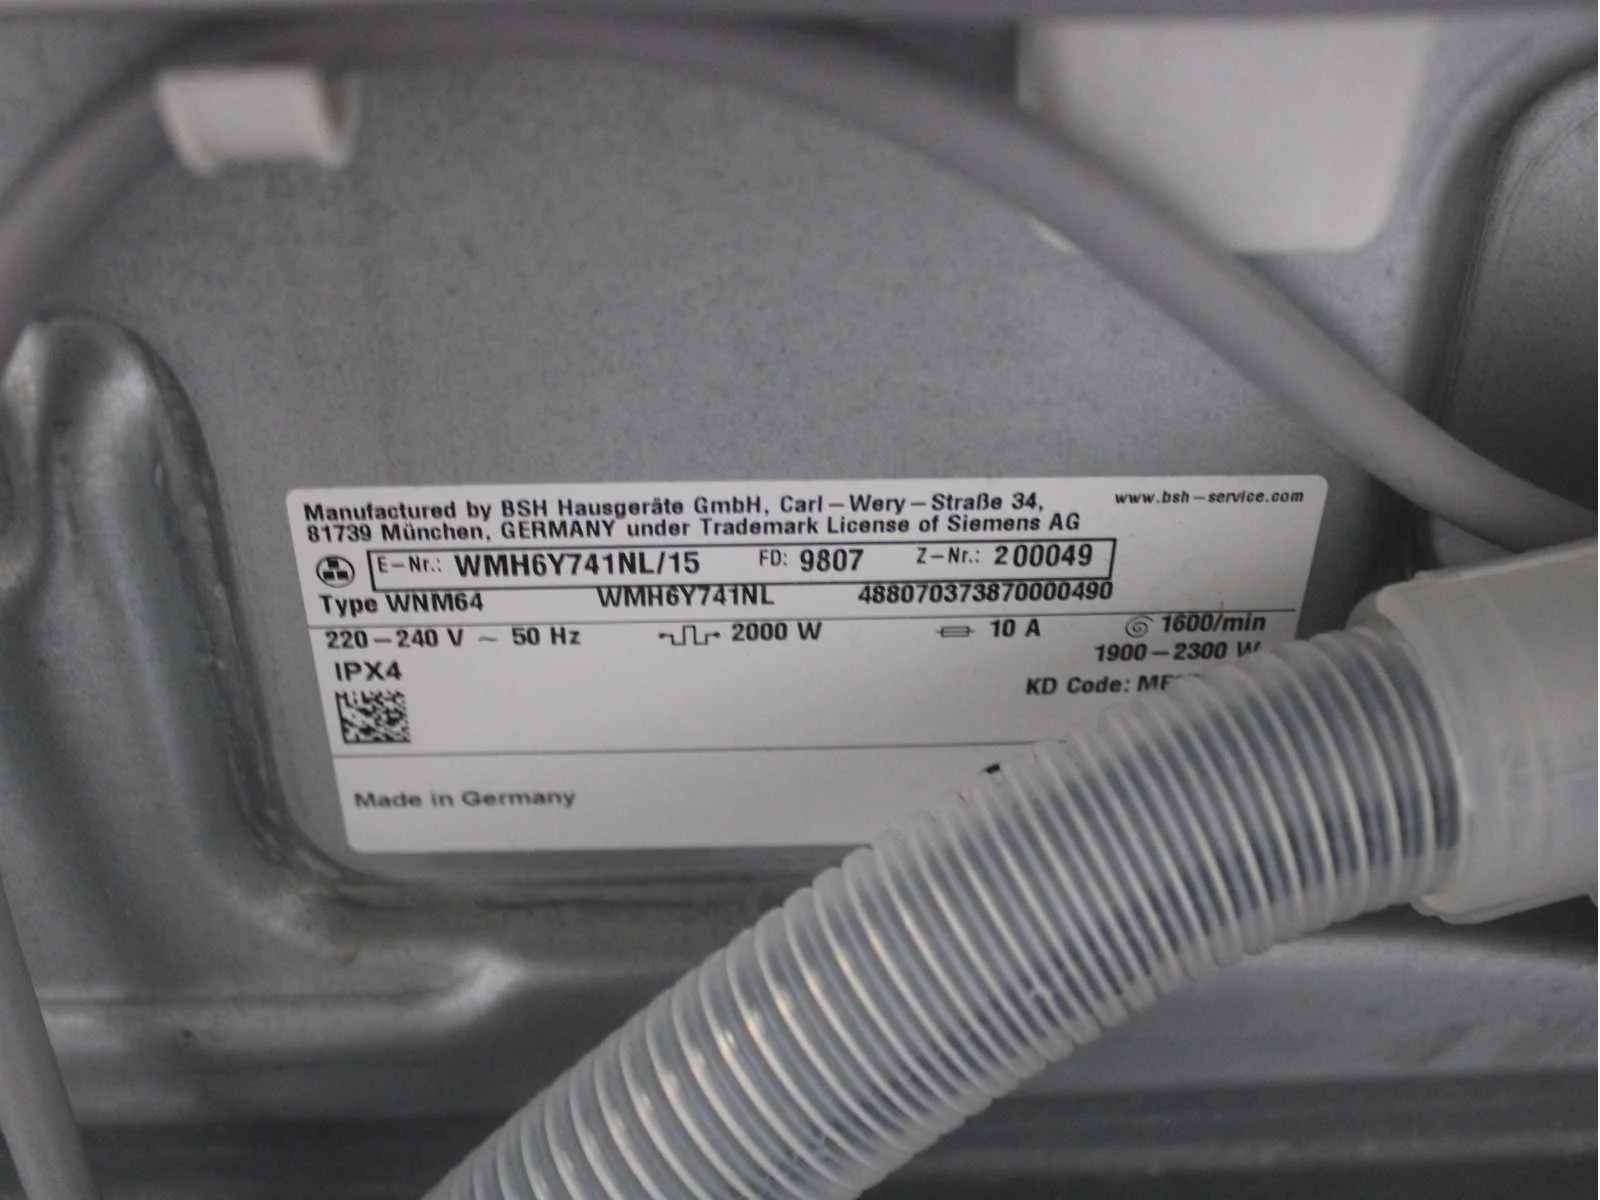 Manufactured by BSH Hausgeräte GmbH, Carl-Wery-Straße 34, www.bsh-service.com
81739 München, GERMANY under Trademark License of Siemens AG
E-Nr.: WMH6Y741NL/15 FD: 9807 Z-Nr.: 200049
Type WNM64 WMH6Y741NL 488070373870000490
220-240 V ~ 50 Hz 2000 W 10 A 1600/min
1900-2300 W
IPX4
KD Code:
Made in Germany